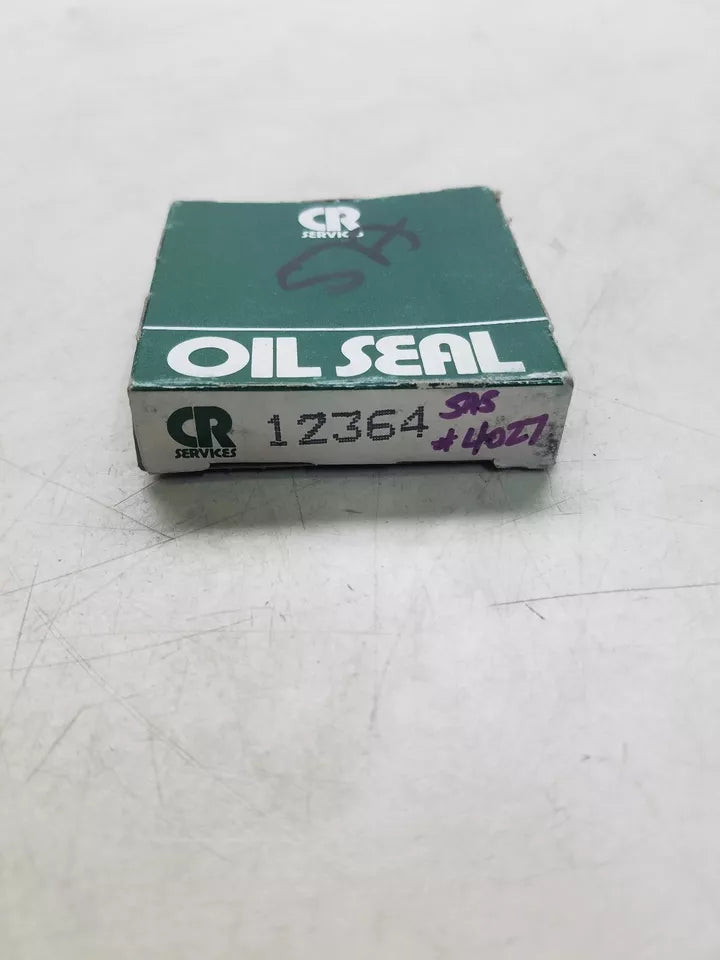 CR
SERVICES
OIL SEAL
CR
SERVICES
12364
SAS
#4027